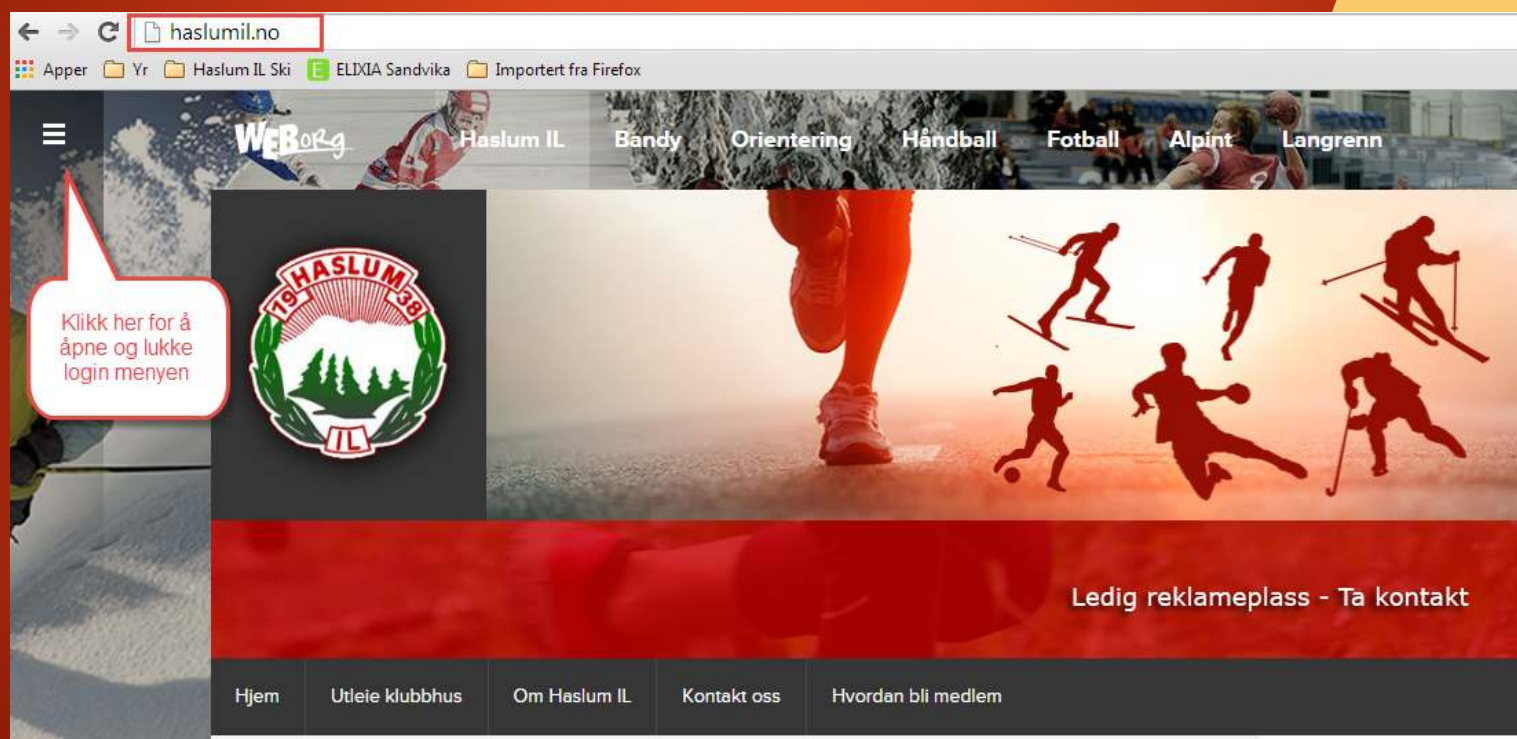 haslumil.no
Apper Yr Haslum IL Ski ELIXIA Sandvika Importert fra Firefox
WEBorg Haslum IL Bandy Orientering Håndball Fotball Alpint Langrenn
HASLUM
19 38
IL
Klikk her for å
åpne og lukke
login menyen
9
Ledig reklameplass - Ta kontakt
Hjem Utleie klubbhus Om Haslum IL Kontakt oss Hvordan bli medlem